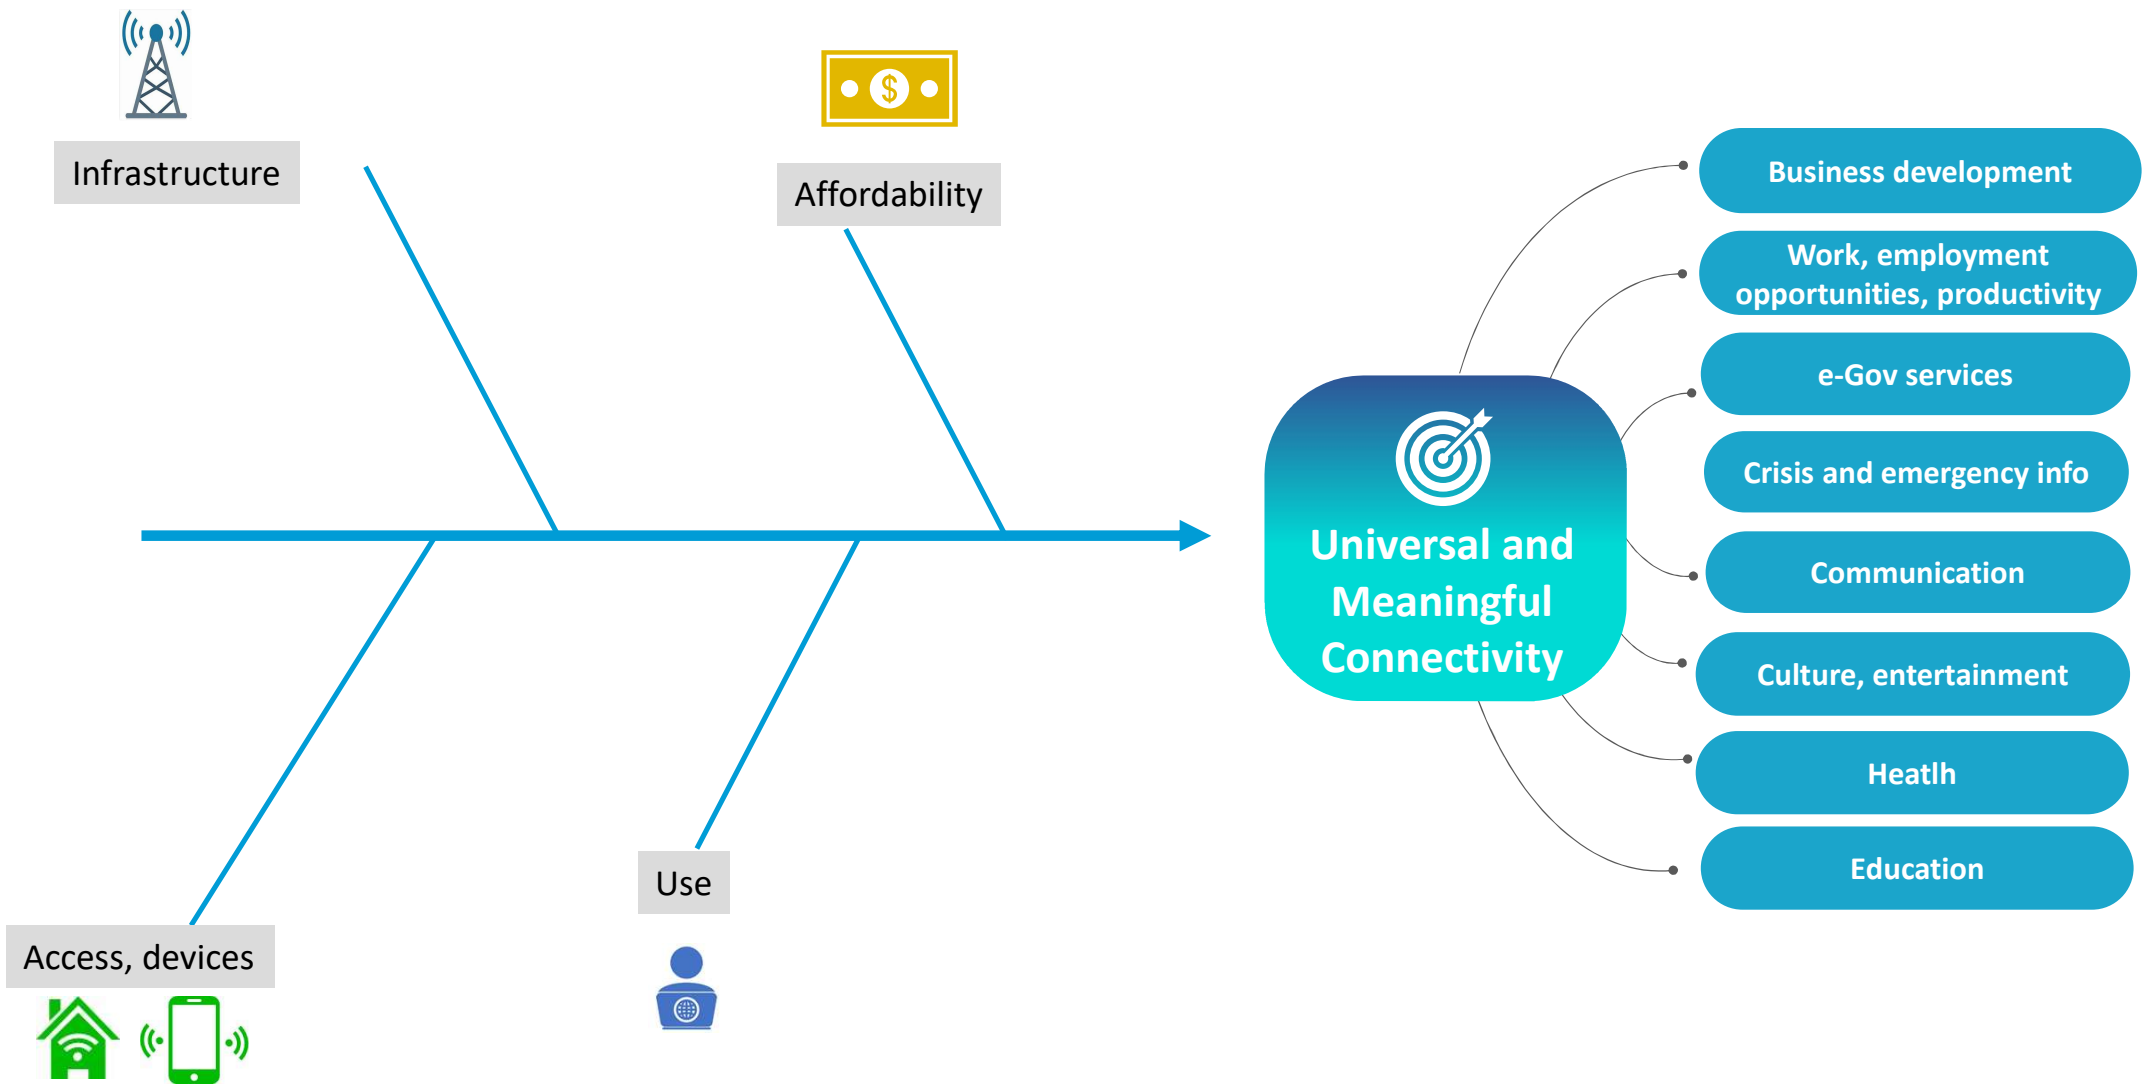 Infrastructure
$
Affordability
Access, devices
Use
Universal and
Meaningful
Connectivity
Business development
Work, employment
opportunities, productivity
e-Gov services
Crisis and emergency info
Communication
Culture, entertainment
Heatlh
Education